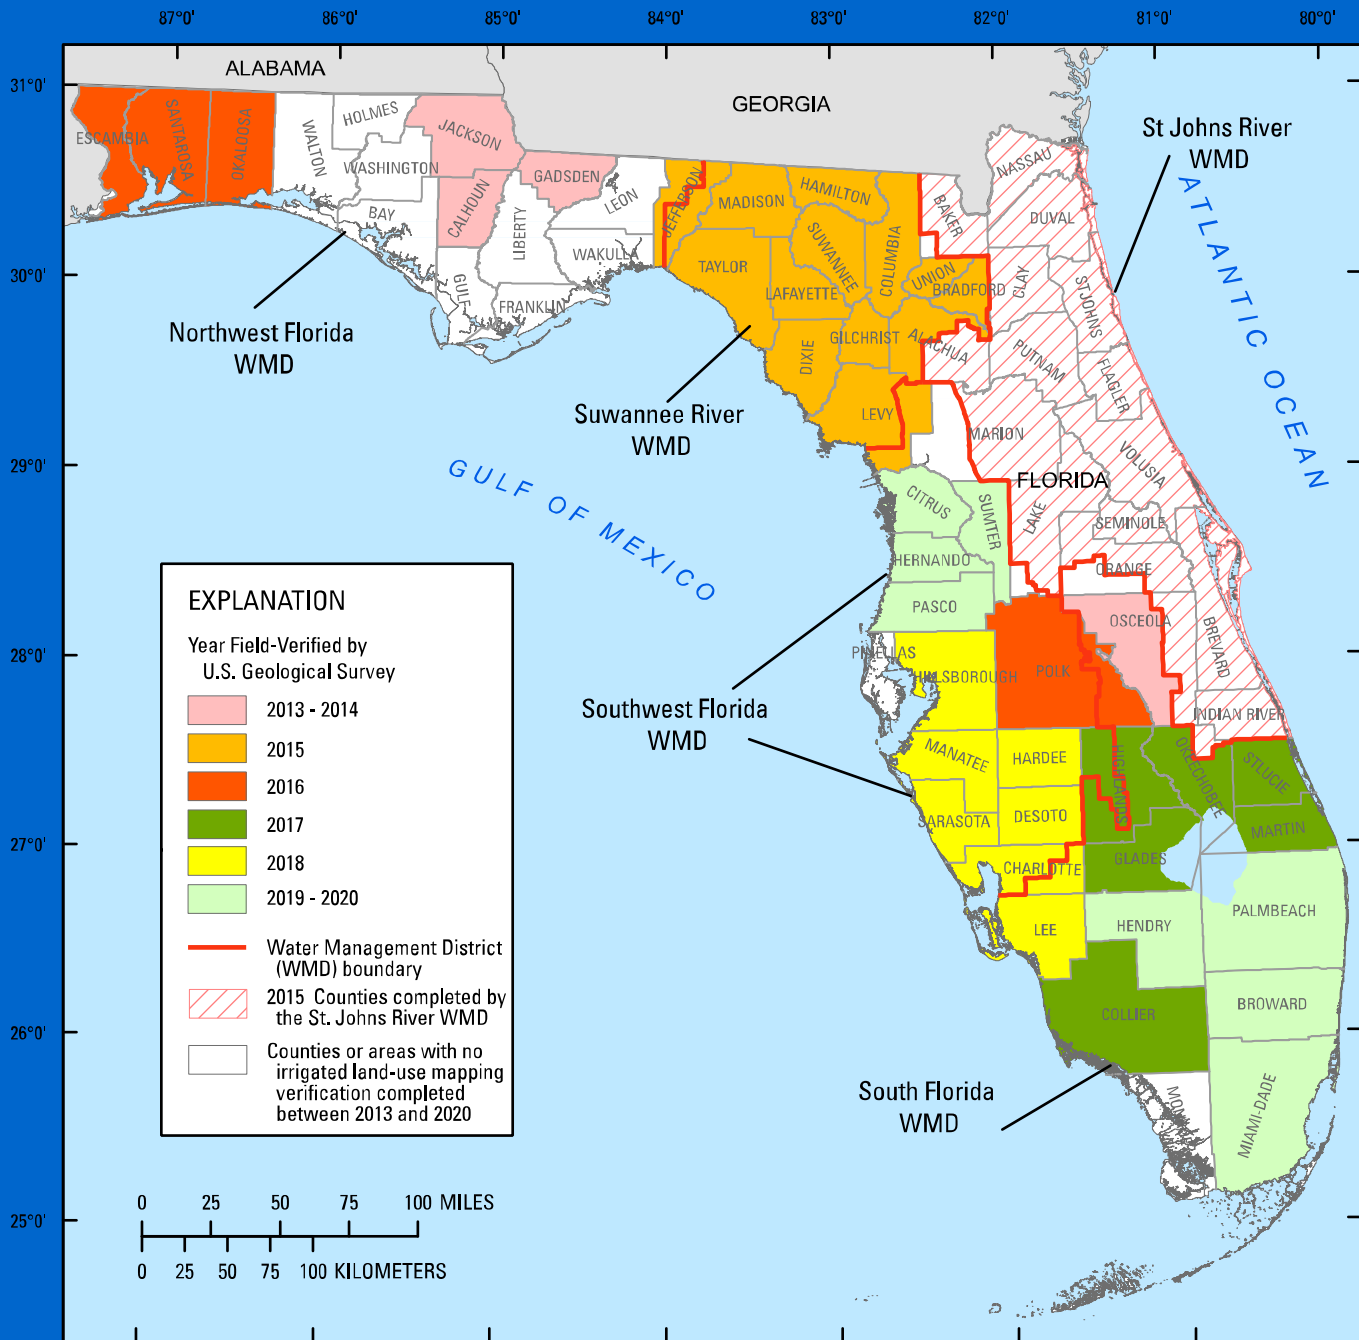 87°0' 86°0' 85°0' 84°0' 83°0' 82°0' 81°0' 80°0'
31°0'
30°0'
29°0'
28°0'
27°0'
26°0'
25°0'
ALABAMA
GEORGIA
FLORIDA
ATLANTIC OCEAN
GULF OF MEXICO
St Johns River
WMD
Northwest Florida
WMD
Suwannee River
WMD
Southwest Florida
WMD
South Florida
WMD
ESCAMBIA
SANTAROSA
OKALOOSA
WALTON
HOLMES
WASHINGTON
BAY
JACKSON
CALHOUN
GULF
LIBERTY
GADSDEN
FRANKLIN
LEON
WAKULLA
JEFFERSON
MADISON
TAYLOR
HAMILTON
SUWANNEE
LAFAYETTE
DIXIE
COLUMBIA
GILCHRIST
LEVY
UNION
BRADFORD
ALACHUA
BAKER
NASSAU
DUVAL
CLAY
STJOHNS
PUTNAM
FLAGLER
MARION
VOLUSIA
LAKE
SEMINOLE
ORANGE
BREVARD
OSCEOLA
INDIAN RIVER
CITRUS
SUMTER
HERNANDO
PASCO
PINELLAS
HILLSBOROUGH
POLK
MANATEE
HARDEE
SARASOTA
DESOTO
HIGHLANDS
OKEECHOBEE
STLUCIE
MARTIN
CHARLOTTE
GLADES
LEE
HENDRY
PALMBEACH
COLLIER
BROWARD
MIAMI-DADE
EXPLANATION
Year Field-Verified by
U.S. Geological Survey
2013 - 2014
2015
2016
2017
2018
2019 - 2020
Water Management District
(WMD) boundary
2015 Counties completed by
the St. Johns River WMD
Counties or areas with no
irrigated land-use mapping
verification completed
between 2013 and 2020
0 25 50 75 100 MILES
0 25 50 75 100 KILOMETERS